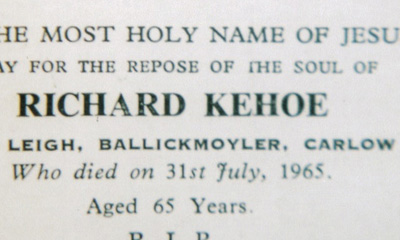 HE MOST HOLY NAME OF JESU
AY FOR THE REPOSE OF THE SOUL OF
RICHARD KEHOE
LEIGH, BALLICKMOYLER, CARLOW
Who died on 31st July, 1965.
Aged 65 Years.
R. I. P.